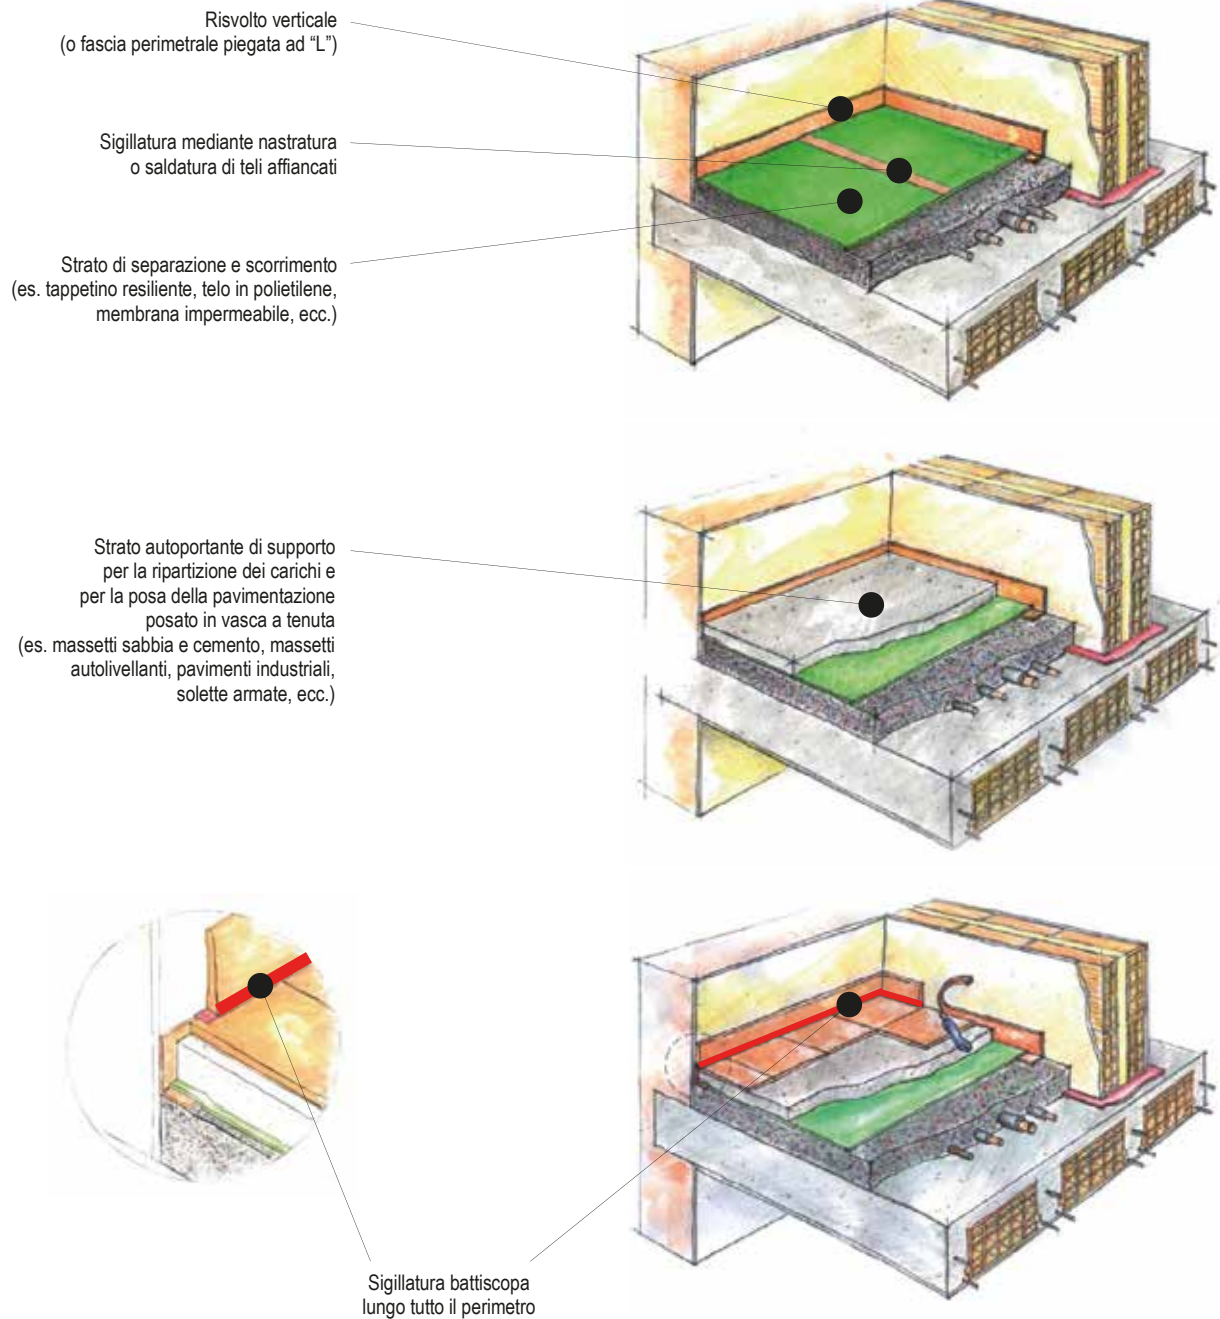 Risvolto verticale
(o fascia perimetrale piegata ad “L”)
Sigillatura mediante nastratura
o saldatura di teli affiancati
Strato di separazione e scorrimento
(es. tappetino resiliente, telo in polietilene,
membrana impermeabile, ecc.)
Strato autoportante di supporto
per la ripartizione dei carichi e
per la posa della pavimentazione
posato in vasca a tenuta
(es. massetti sabbia e cemento, massetti
autolivellanti, pavimenti industriali,
solette armate, ecc.)
Sigillatura battiscopa
lungo tutto il perimetro